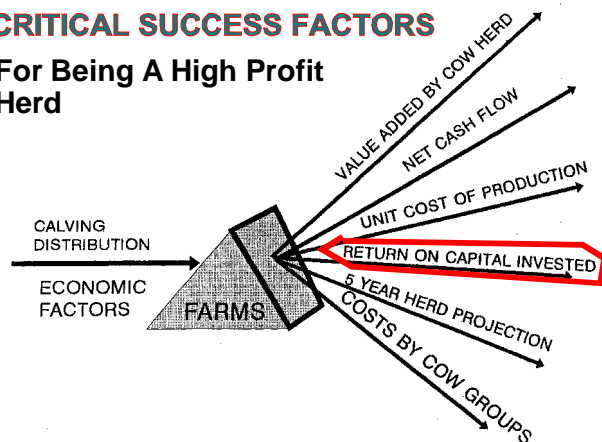 CRITICAL SUCCESS FACTORS
For Being A High Profit
Herd
VALUE ADDED BY COW HERD
NET CASH FLOW
UNIT COST OF PRODUCTION
CALVING
DISTRIBUTION
RETURN ON CAPITAL INVESTED
ECONOMIC
FACTORS
FARMS
5 YEAR HERD PROJECTION
COSTS BY COW GROUPS